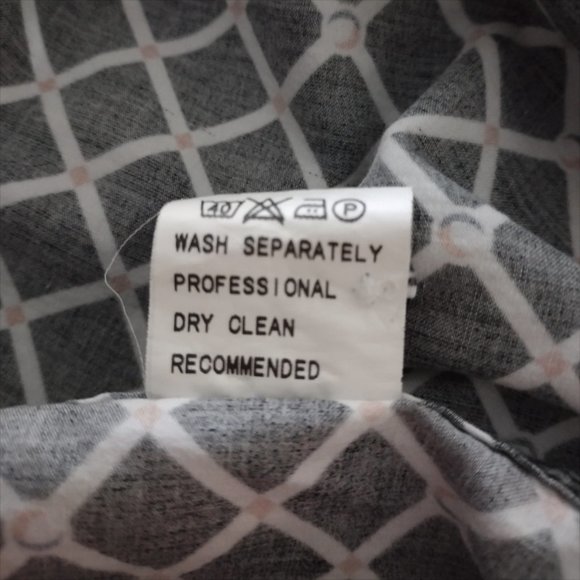 40 P
WASH SEPARATELY
PROFESSIONAL
DRY CLEAN
RECOMMENDED